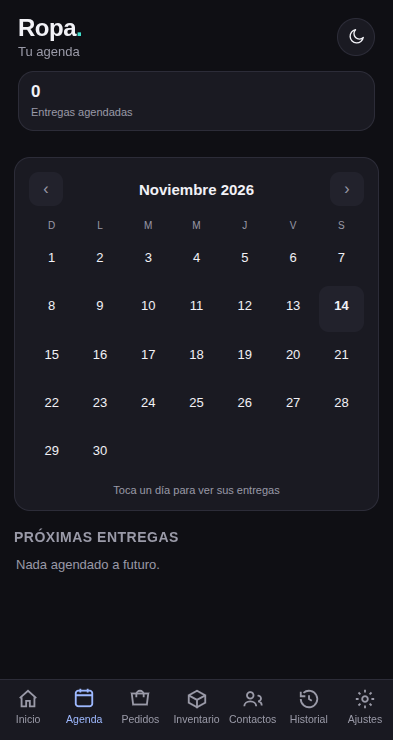 Ropa.
Tu agenda
0
Entregas agendadas
‹ Noviembre 2026 ›
D L M M J V S
1 2 3 4 5 6 7
8 9 10 11 12 13 14
15 16 17 18 19 20 21
22 23 24 25 26 27 28
29 30
Toca un día para ver sus entregas
PRÓXIMAS ENTREGAS
Nada agendado a futuro.
Inicio Agenda Pedidos Inventario Contactos Historial Ajustes